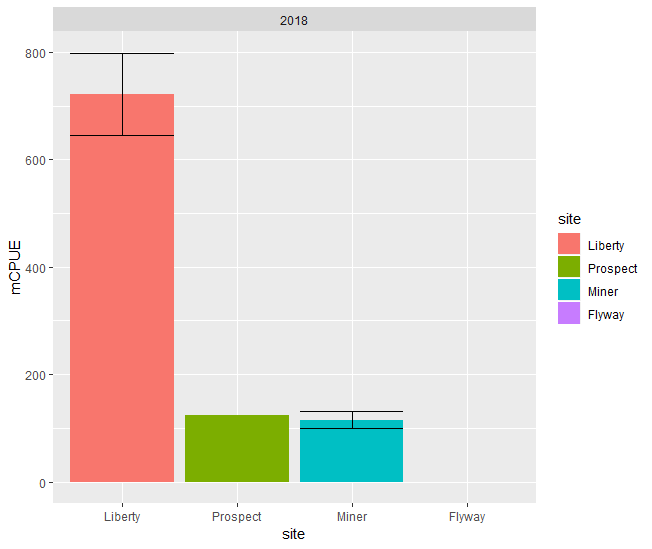 2018
800
600
400
200
0
mCPUE
Liberty Prospect Miner Flyway
site
site
Liberty
Prospect
Miner
Flyway